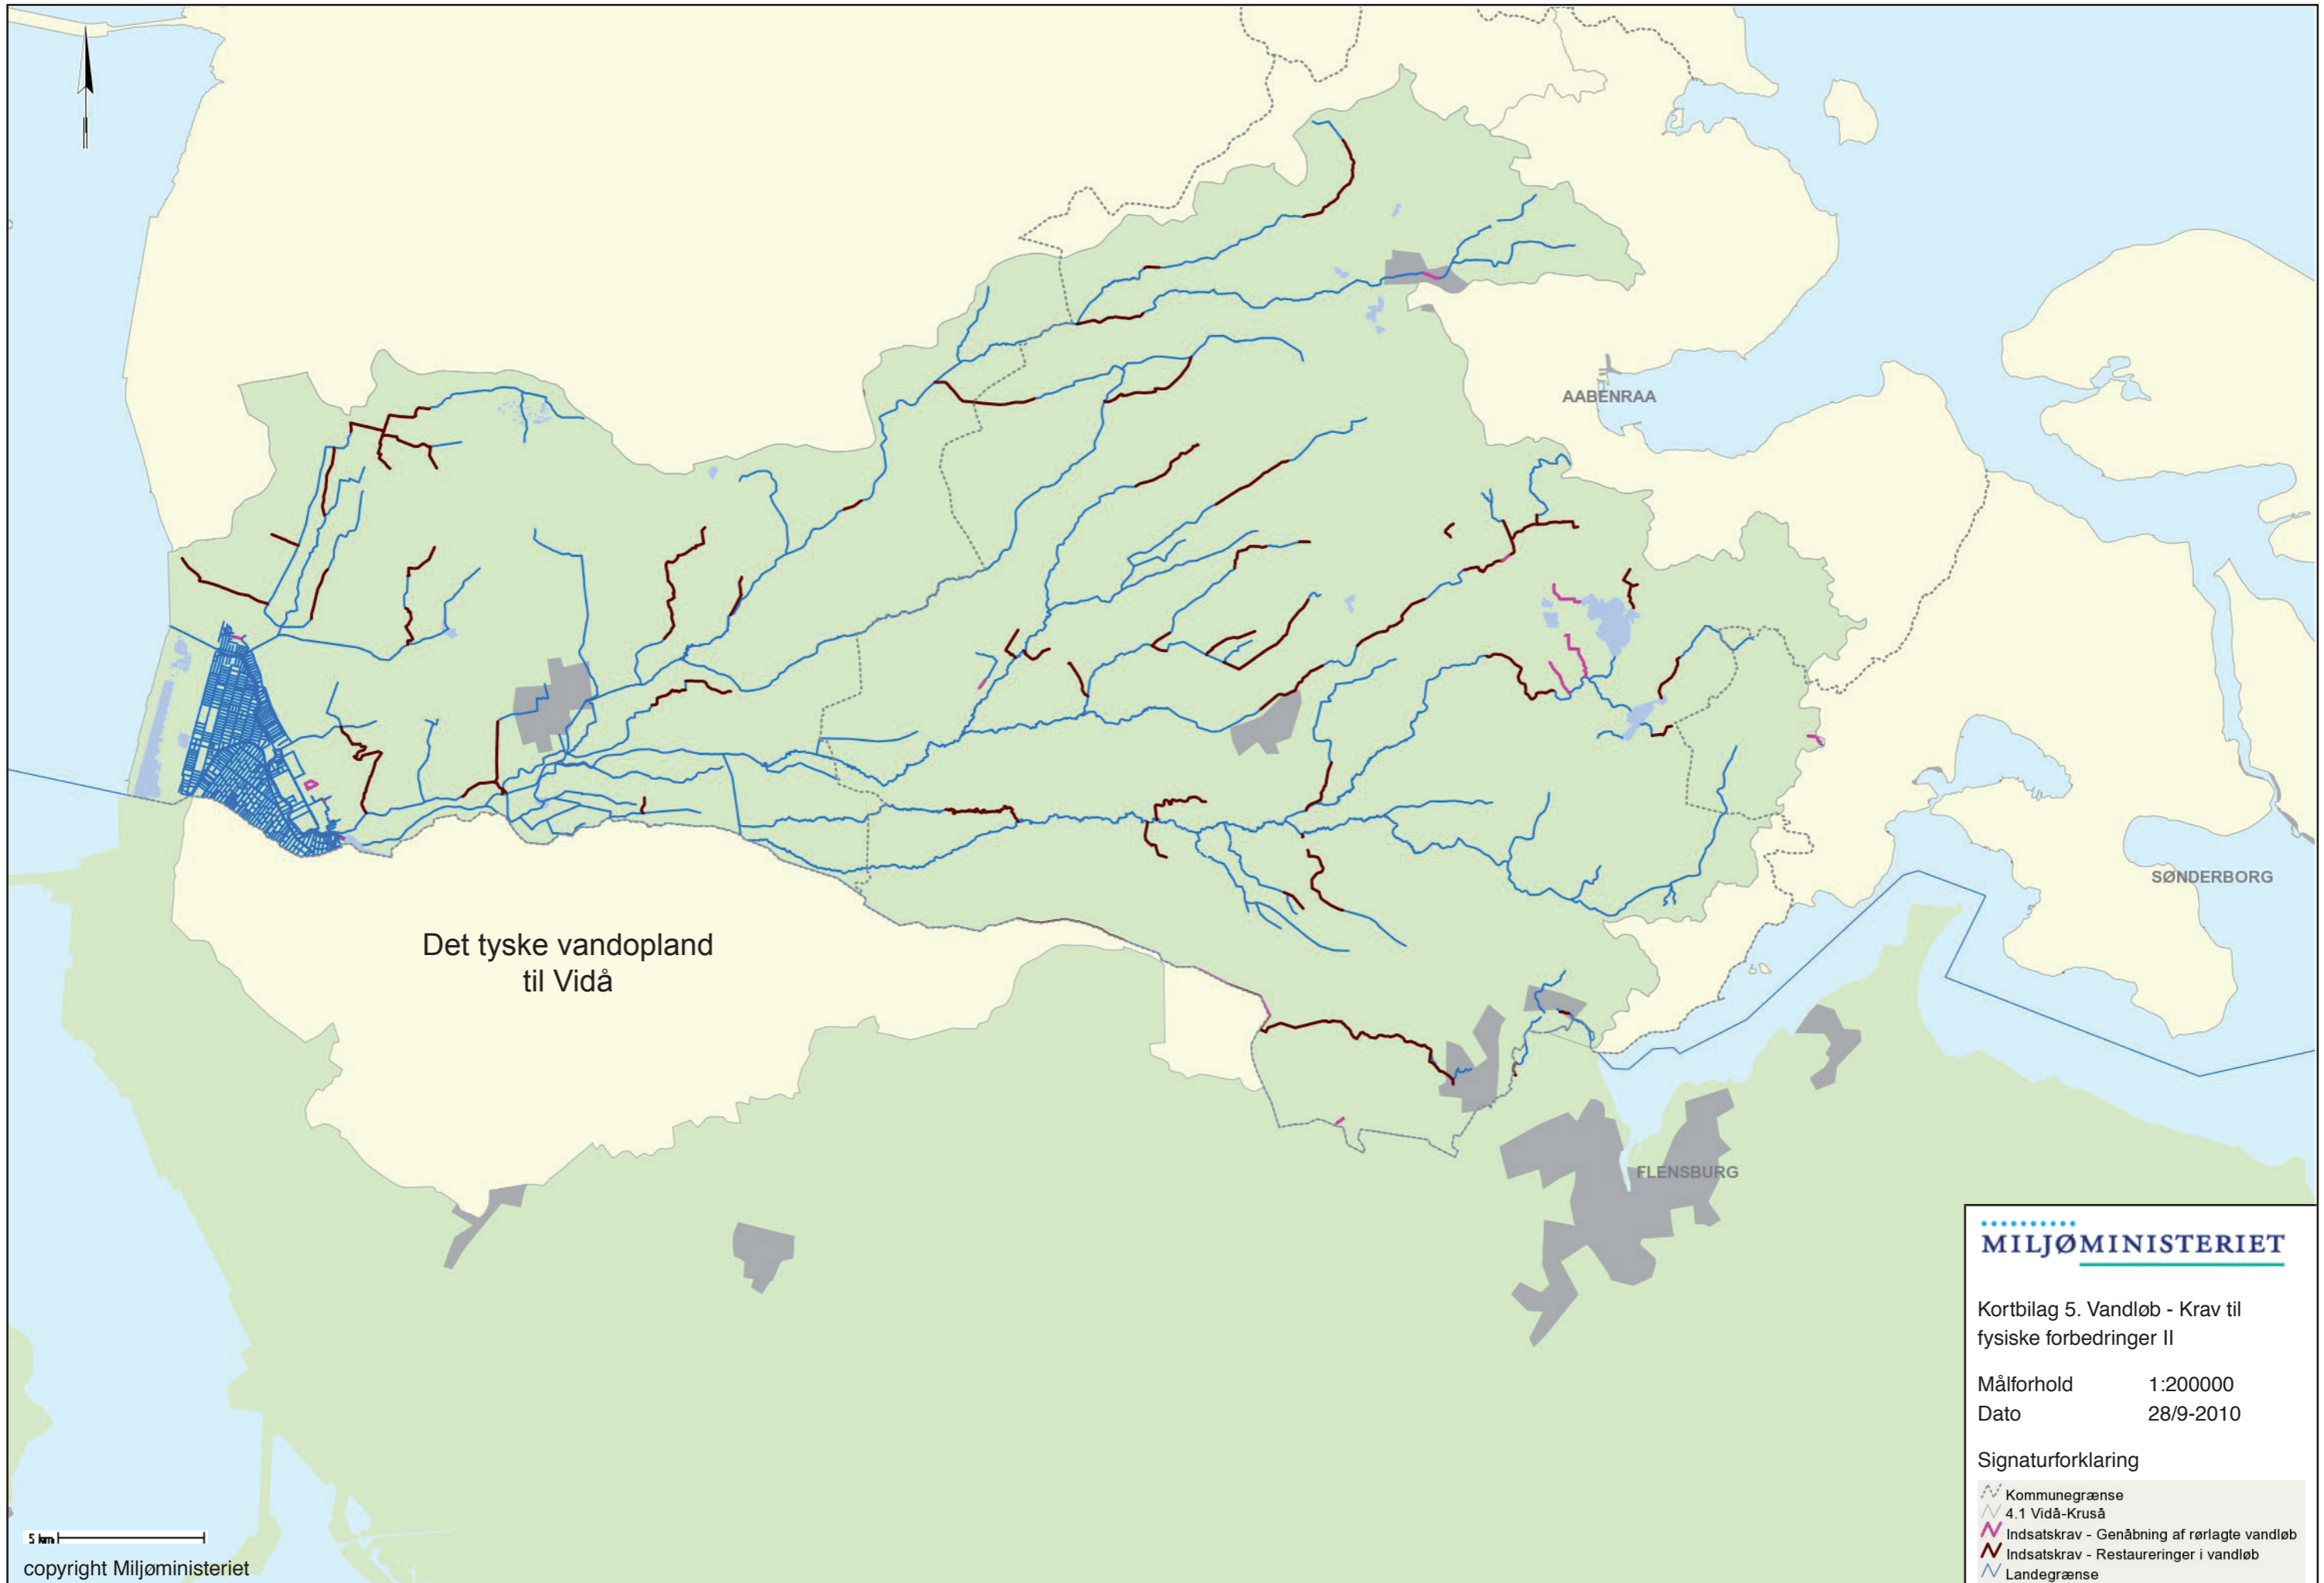 AABENRAA
SØNDERBORG
Det tyske vandopland
til Vidå
FLENSBURG
MILJØMINISTERIET
Kortbilag 5. Vandløb - Krav til
fysiske forbedringer II
Målforhold 1:200000
Dato 28/9-2010
Signaturforklaring
Kommunegrænse
4.1 Vidå-Kruså
Indsatskrav - Genåbning af rørlagte vandløb
Indsatskrav - Restaureringer i vandløb
Landegrænse
5 km
copyright Miljøministeriet